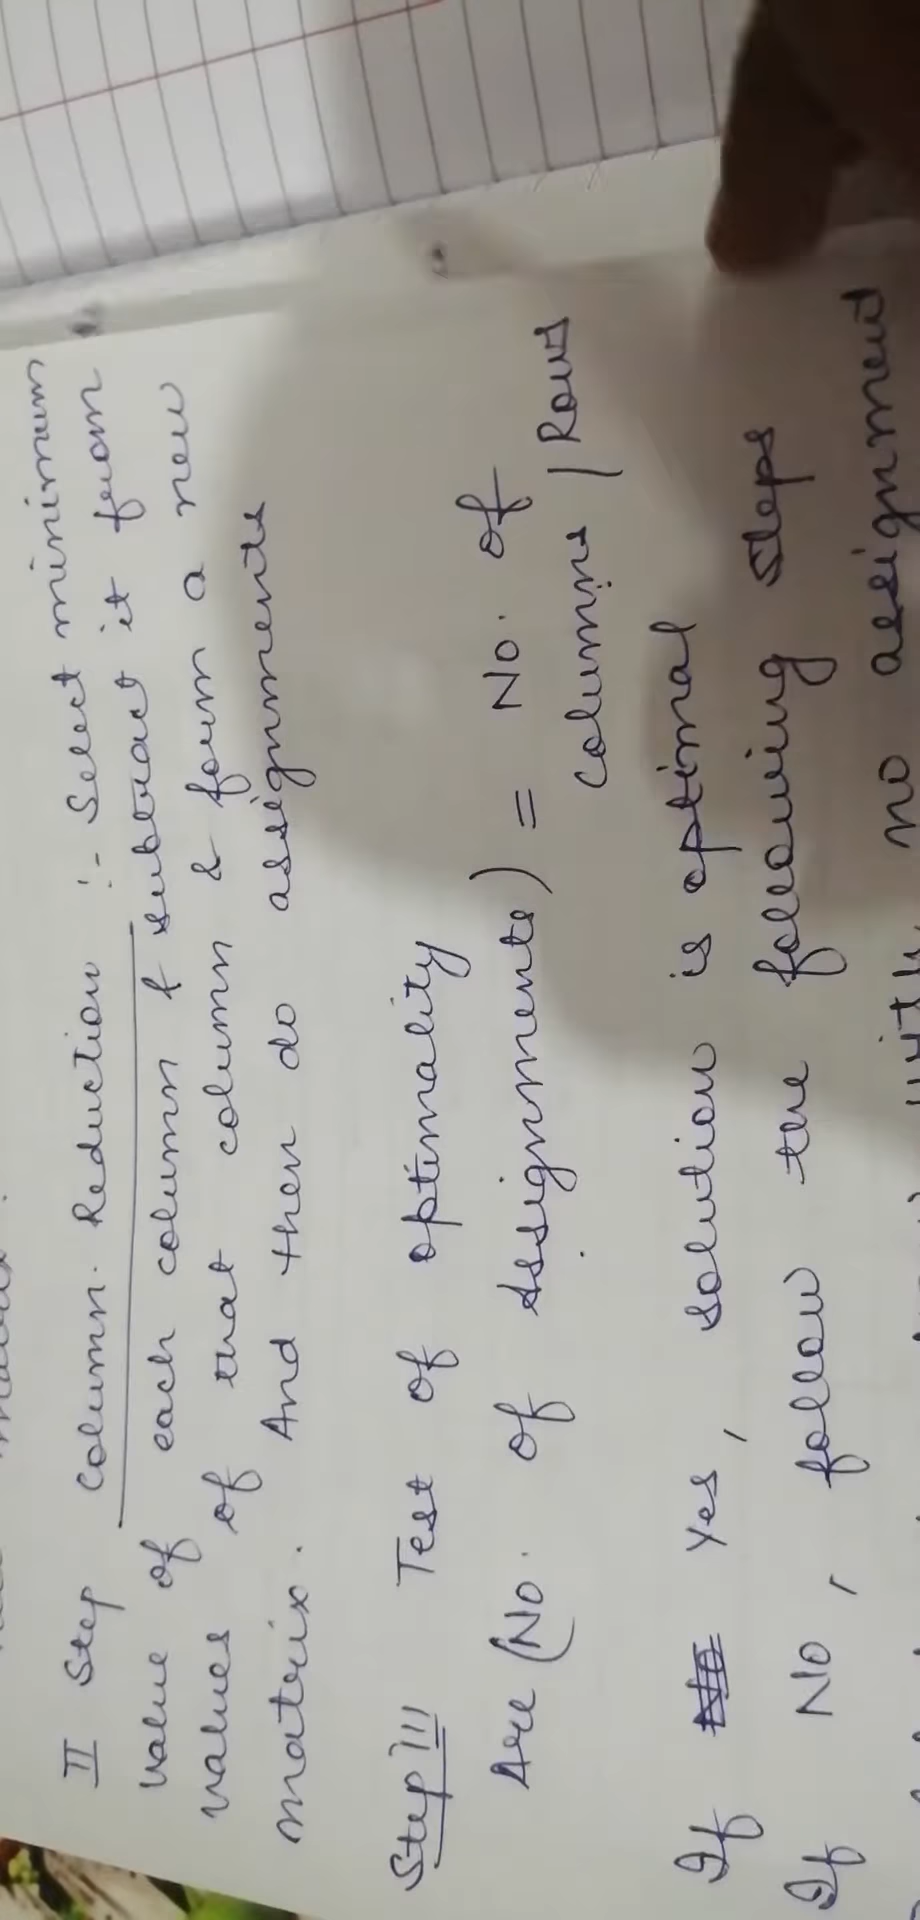 II Step Column. Reduction :- Select minimum
value of each column & subtract it from
values of that column & form a new
matrix. And then do assignments
Step III Test of optimality
Are (No. of Assignments) = No. of
columns / Rows
If Yes, solution is optimal
If No, follow the following steps
no assignment